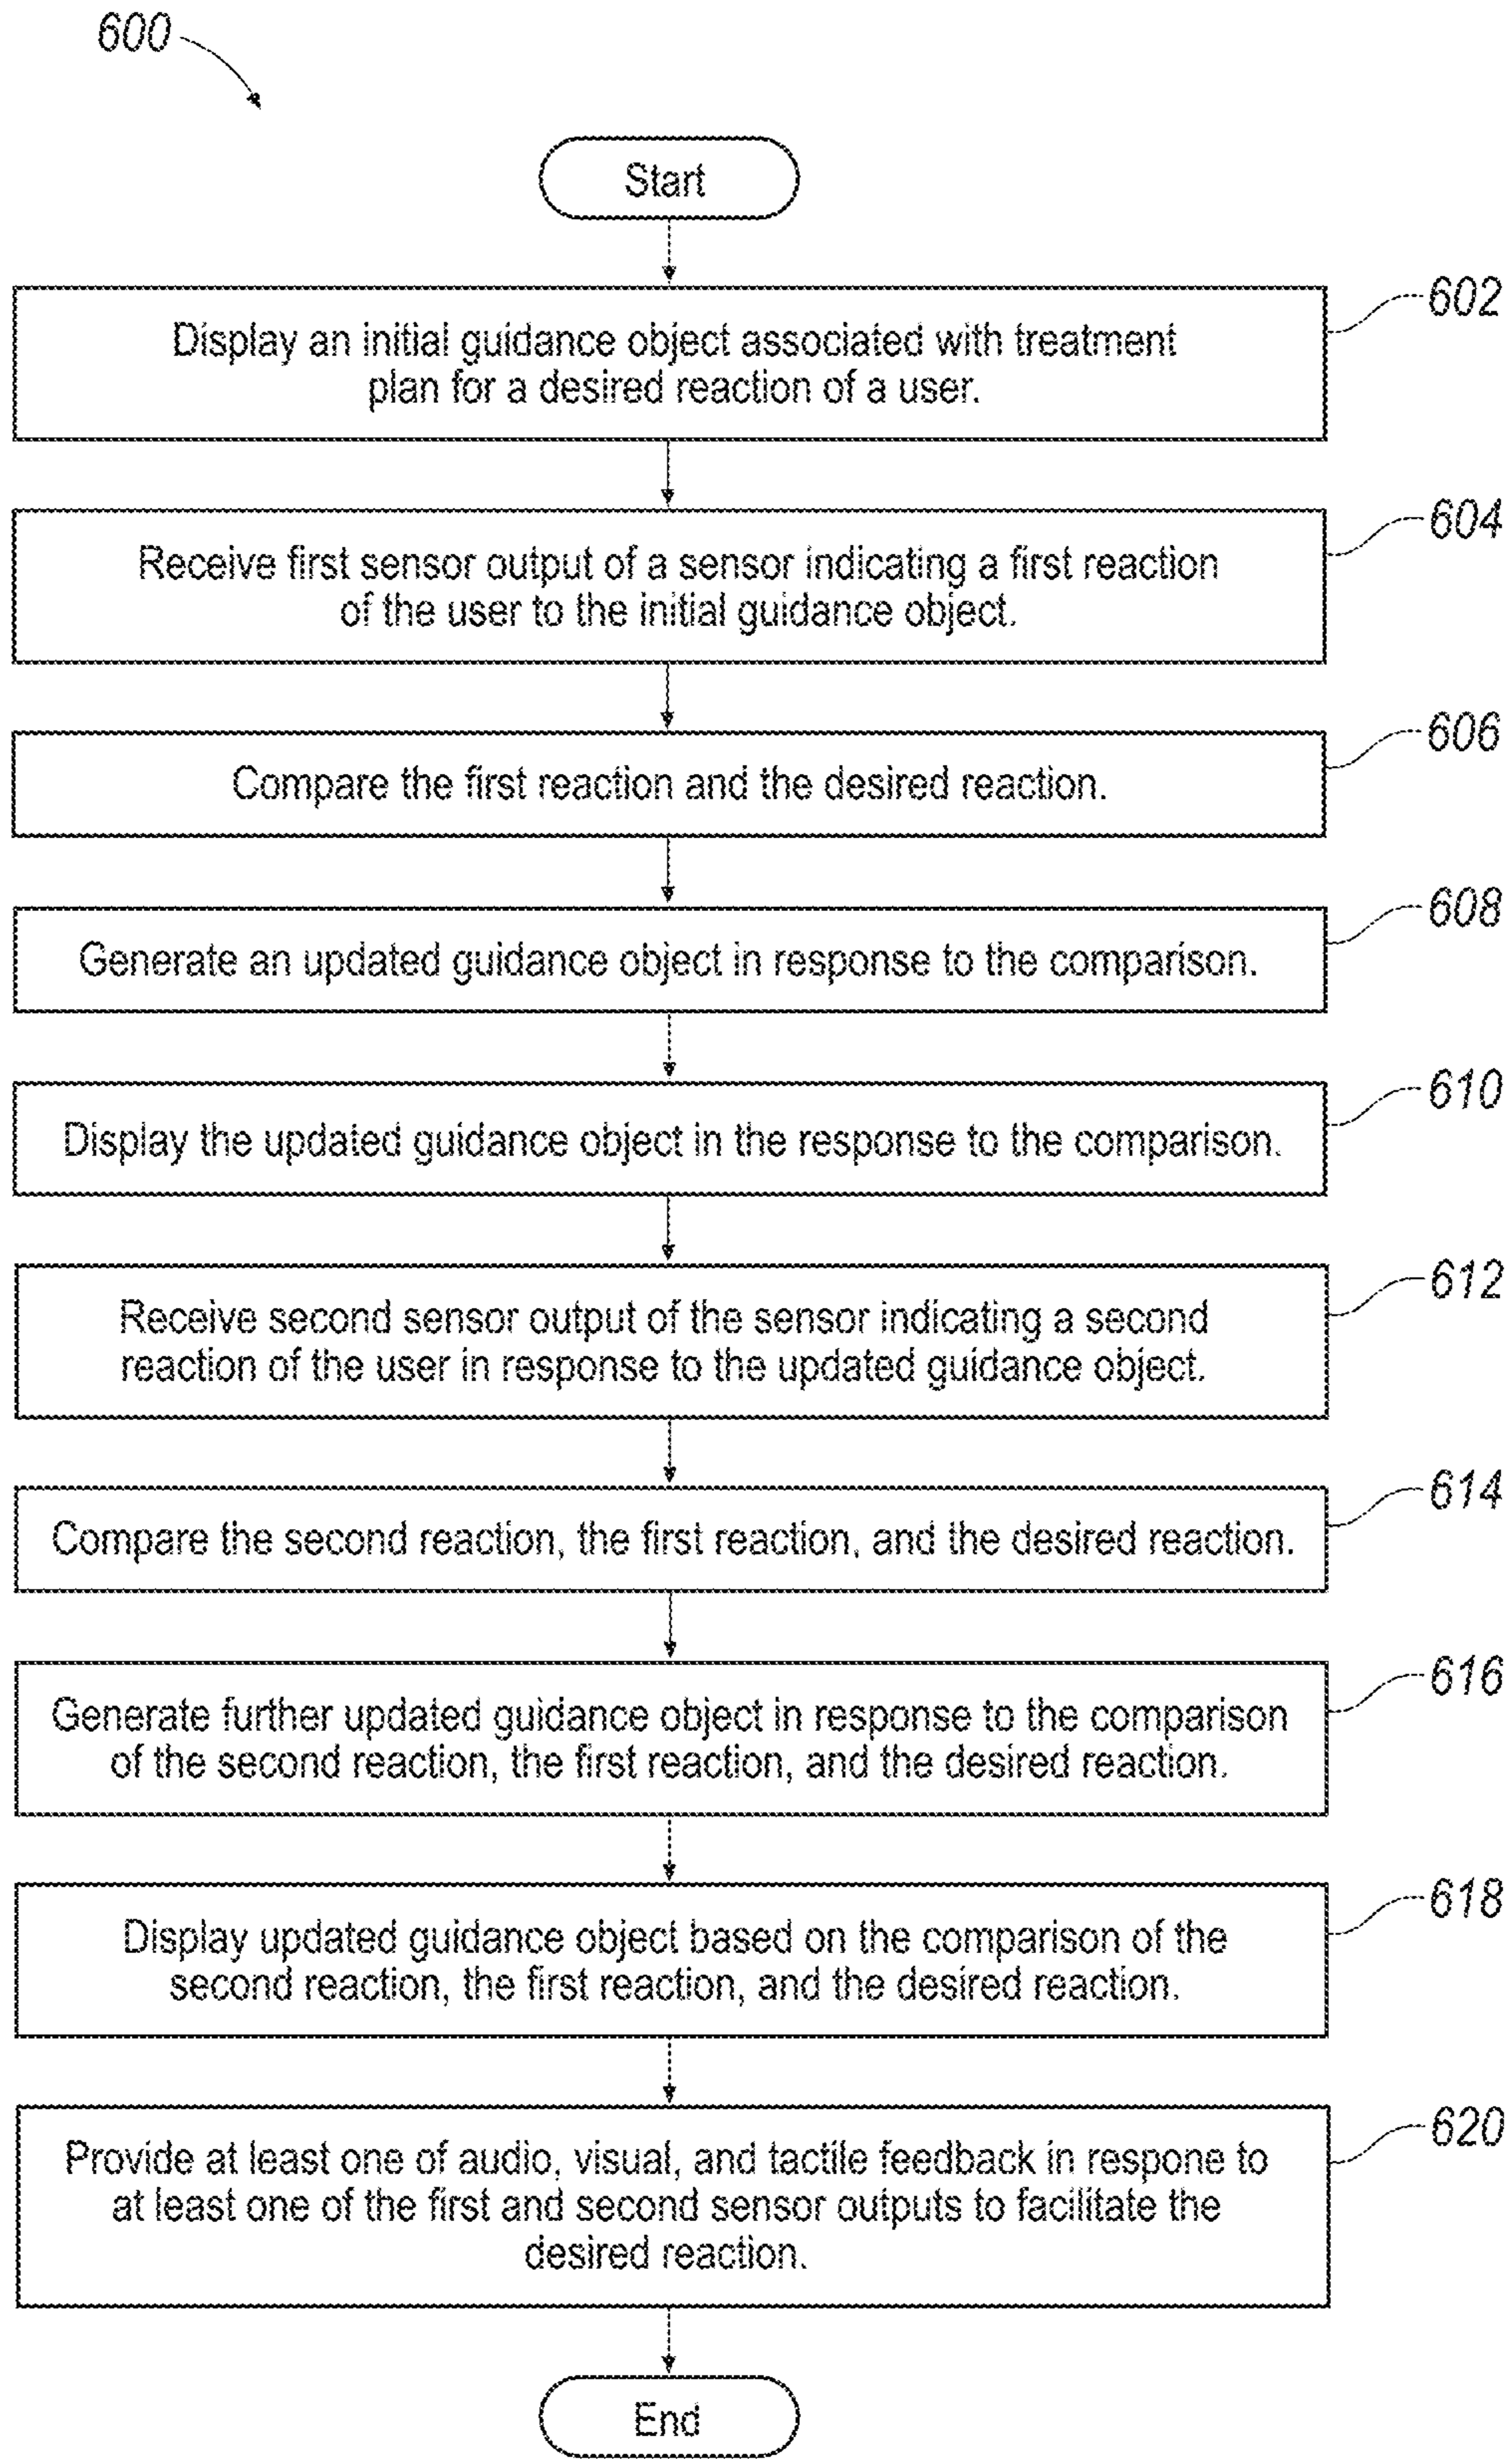 600
Start
602
Display an initial guidance object associated with treatment
plan for a desired reaction of a user.
604
Receive first sensor output of a sensor indicating a first reaction
of the user to the initial guidance object.
606
Compare the first reaction and the desired reaction.
608
Generate an updated guidance object in response to the comparison.
610
Display the updated guidance object in the response to the comparison.
612
Receive second sensor output of the sensor indicating a second
reaction of the user in response to the updated guidance object.
614
Compare the second reaction, the first reaction, and the desired reaction.
616
Generate further updated guidance object in response to the comparison
of the second reaction, the first reaction, and the desired reaction.
618
Display updated guidance object based on the comparison of the
second reaction, the first reaction, and the desired reaction.
620
Provide at least one of audio, visual, and tactile feedback in respone to
at least one of the first and second sensor outputs to facilitate the
desired reaction.
End